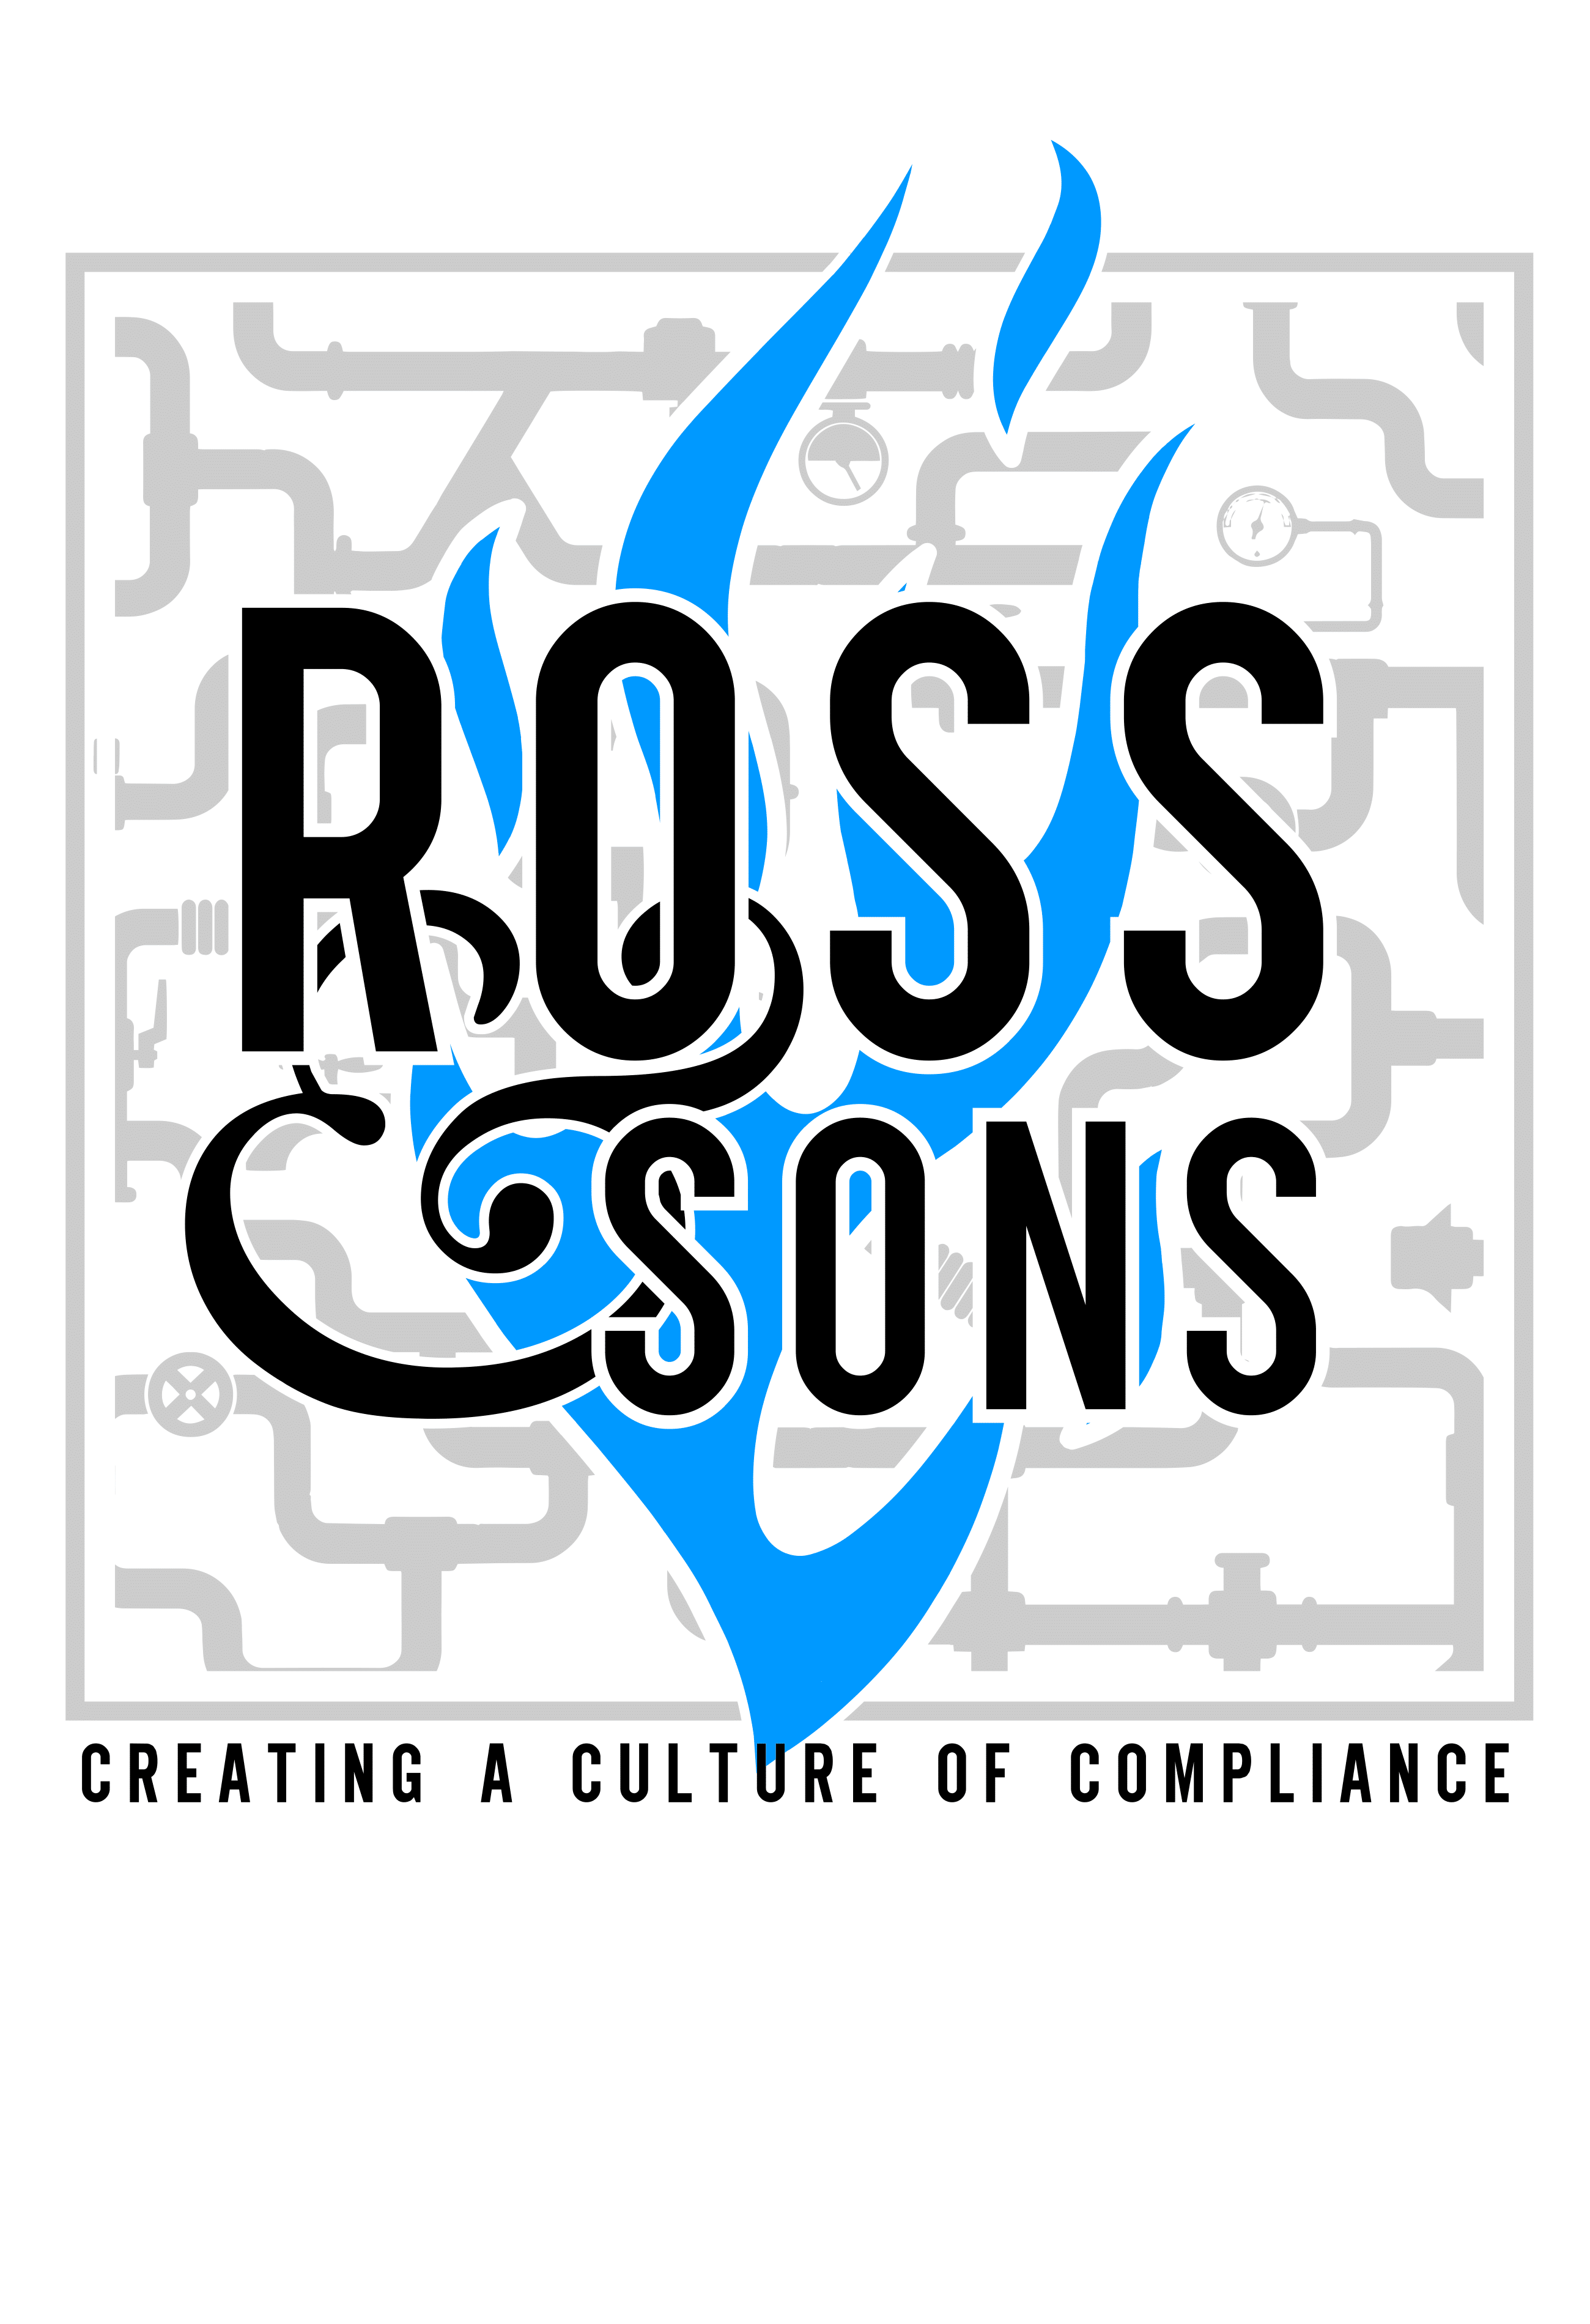 ROSS
& SONS
CREATING A CULTURE OF COMPLIANCE